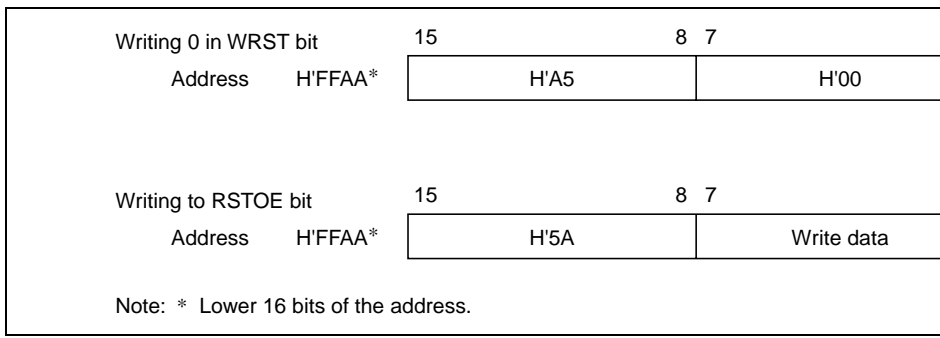 Writing 0 in WRST bit 15 8 7
Address H'FFAA* H'A5 H'00
Writing to RSTOE bit 15 8 7
Address H'FFAA* H'5A Write data
Note: * Lower 16 bits of the address.